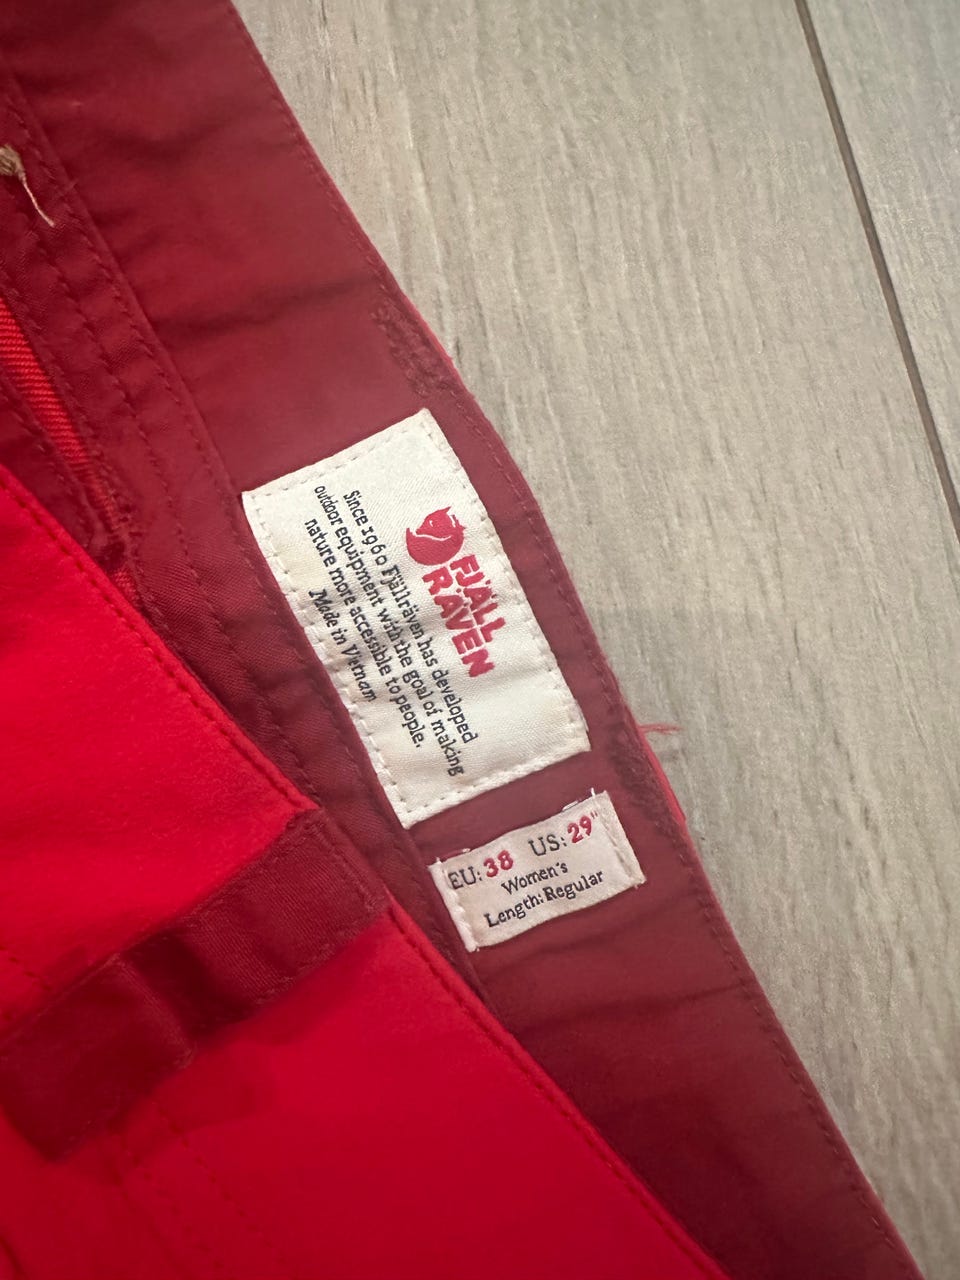 FJÄLL
RÄVEN
Since 1960 Fjällräven has developed
outdoor equipment with the goal of making
nature more accessible to people.
Made in Vietnam
EU: 38 US: 29"
Women's
Length: Regular